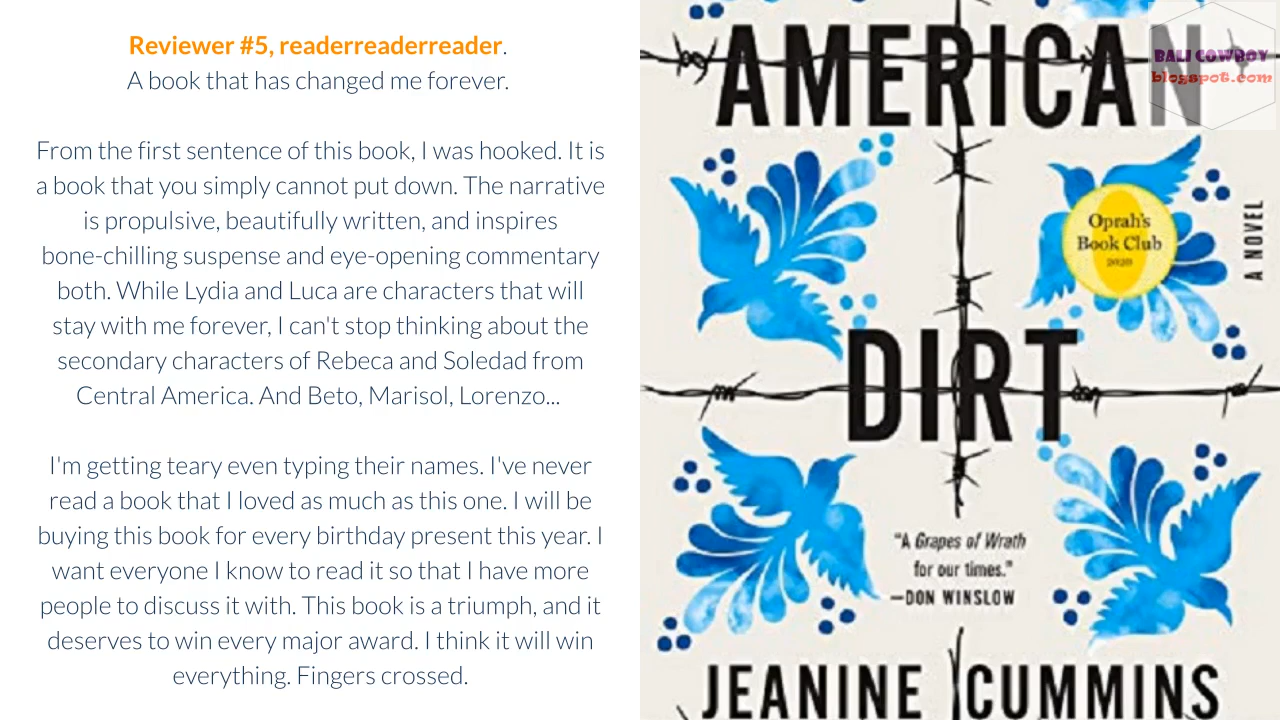 Reviewer #5, readerreaderreader.
A book that has changed me forever.
From the first sentence of this book, I was hooked. It is
a book that you simply cannot put down. The narrative
is propulsive, beautifully written, and inspires
bone-chilling suspense and eye-opening commentary
both. While Lydia and Luca are characters that will
stay with me forever, I can't stop thinking about the
secondary characters of Rebeca and Soledad from
Central America. And Beto, Marisol, Lorenzo...
I'm getting teary even typing their names. I've never
read a book that I loved as much as this one. I will be
buying this book for every birthday present this year. I
want everyone I know to read it so that I have more
people to discuss it with. This book is a triumph, and it
deserves to win every major award. I think it will win
everything. Fingers crossed.
AMERICAN
BALI COWBOY
blogspot.com
Oprah's
Book Club
2020
A NOVEL
DIRT
"A Grapes of Wrath
for our times."
—DON WINSLOW
JEANINE CUMMINS